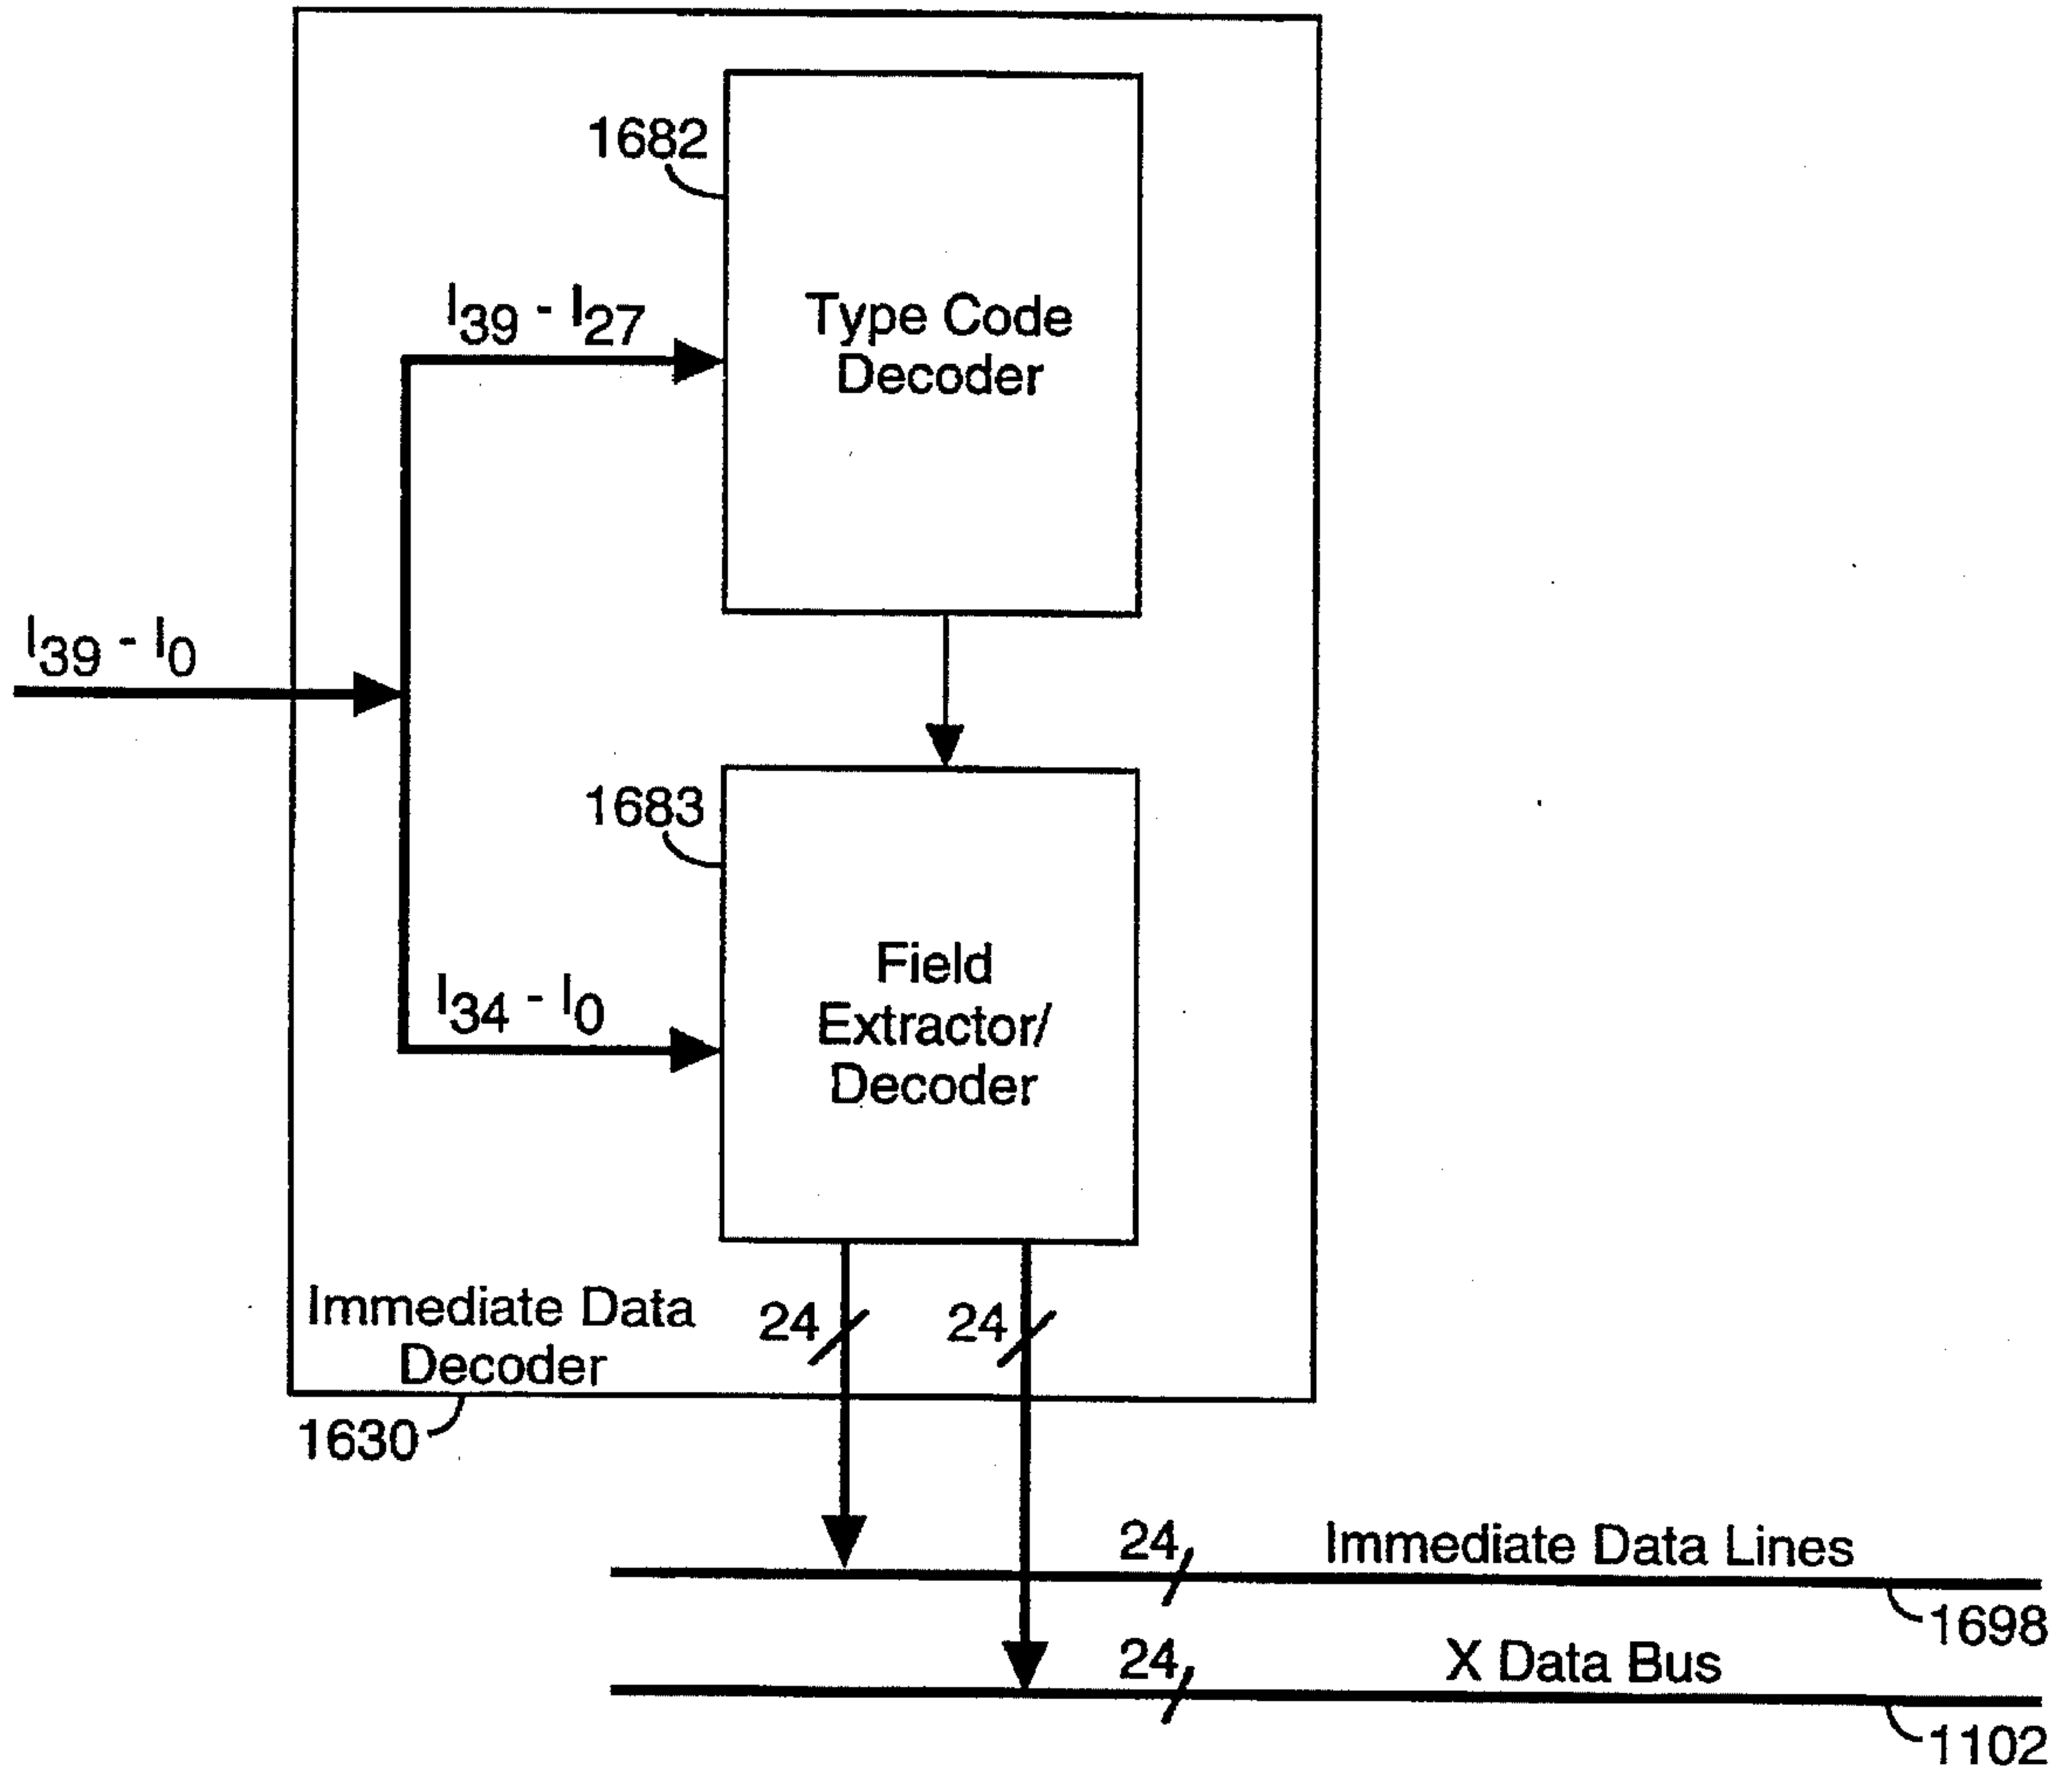 1682
Type Code
Decoder
I39 - I27
I39 - I0
1683
Field
Extractor/
Decoder
I34 - I0
Immediate Data
Decoder
1630
24
24
24
Immediate Data Lines
1698
24
X Data Bus
1102